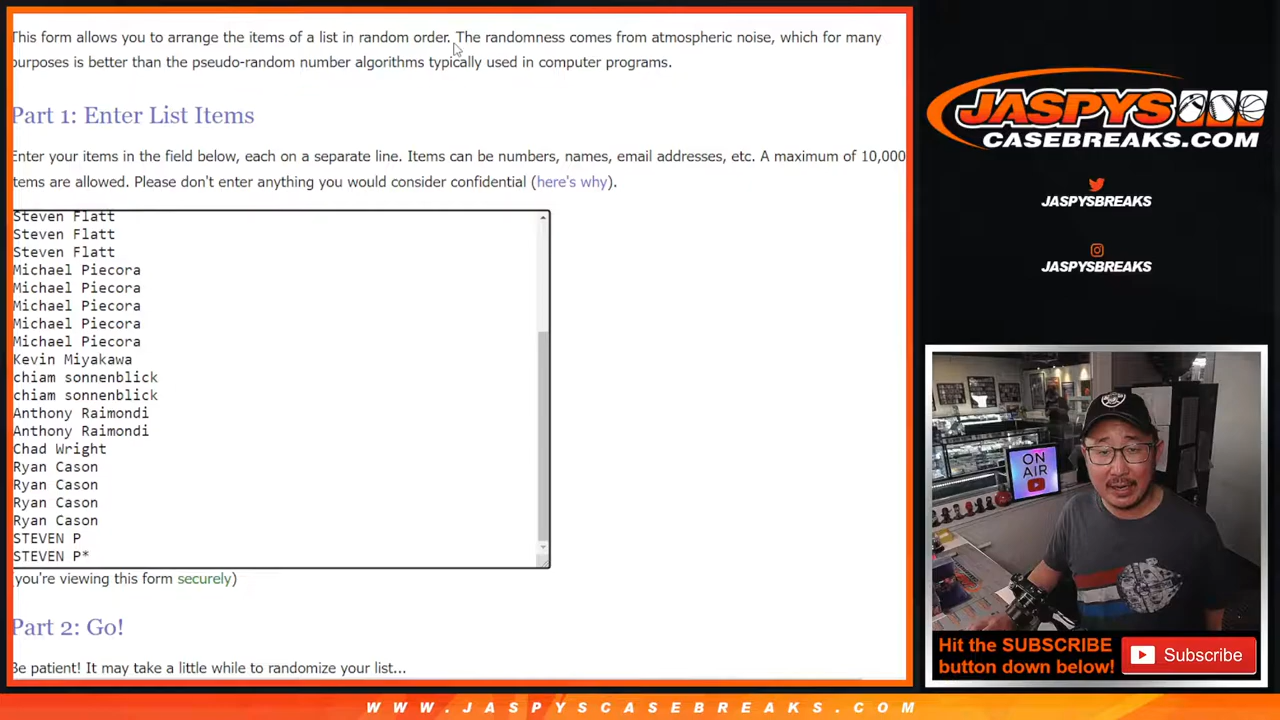 This form allows you to arrange the items of a list in random order. The randomness comes from atmospheric noise, which for many
purposes is better than the pseudo-random number algorithms typically used in computer programs.
Part 1: Enter List Items
Enter your items in the field below, each on a separate line. Items can be numbers, names, email addresses, etc. A maximum of 10,000
items are allowed. Please don't enter anything you would consider confidential (here's why).
Steven Flatt
Steven Flatt
Steven Flatt
Michael Piecora
Michael Piecora
Michael Piecora
Michael Piecora
Michael Piecora
Kevin Miyakawa
chiam sonnenblick
chiam sonnenblick
Anthony Raimondi
Anthony Raimondi
Chad Wright
Ryan Cason
Ryan Cason
Ryan Cason
Ryan Cason
STEVEN P
STEVEN P*
you're viewing this form securely)
Part 2: Go!
Be patient! It may take a little while to randomize your list...
JASPYS
CASEBREAKS.COM
JASPYSBREAKS
JASPYSBREAKS
ON
AIR
Hit the SUBSCRIBE
button down below!
Subscribe
WWW.JASPYSCASEBREAKS.COM